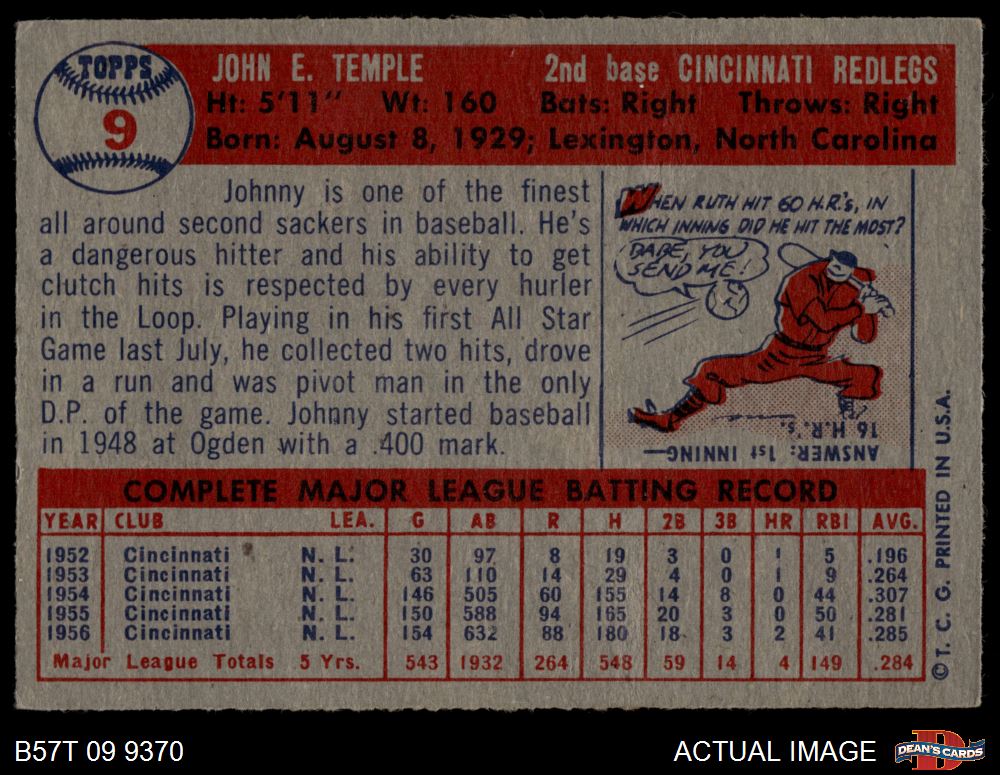 TOPPS
9
JOHN E. TEMPLE 2nd base CINCINNATI REDLEGS
Ht: 5'11" Wt: 160 Bats: Right Throws: Right
Born: August 8, 1929; Lexington, North Carolina
Johnny is one of the finest
all around second sackers in baseball. He's
a dangerous hitter and his ability to get
clutch hits is respected by every hurler
in the Loop. Playing in his first All Star
Game last July, he collected two hits, drove
in a run and was pivot man in the only
D.P. of the game. Johnny started baseball
in 1948 at Ogden with a .400 mark.
WHEN RUTH HIT 60 H.R.'s, IN
WHICH INNING DID HE HIT THE MOST?
BABE, YOU
SEND ME!
ANSWER: 1st INNING—
16 H.R.'s.
COMPLETE MAJOR LEAGUE BATTING RECORD
YEAR CLUB LEA. G AB R H 2B 3B HR RBI AVG.
1952 Cincinnati N. L. 30 97 8 19 3 0 1 5 .196
1953 Cincinnati N. L. 63 110 14 29 4 0 1 9 .264
1954 Cincinnati N. L. 146 505 60 155 14 8 0 44 .307
1955 Cincinnati N. L. 150 588 94 165 20 3 0 50 .281
1956 Cincinnati N. L. 154 632 88 180 18 3 2 41 .285
Major League Totals 5 Yrs. 543 1932 264 548 59 14 4 149 .284
© T. C. G. PRINTED IN U.S.A.
B57T 09 9370
ACTUAL IMAGE
D
DEAN'S CARDS